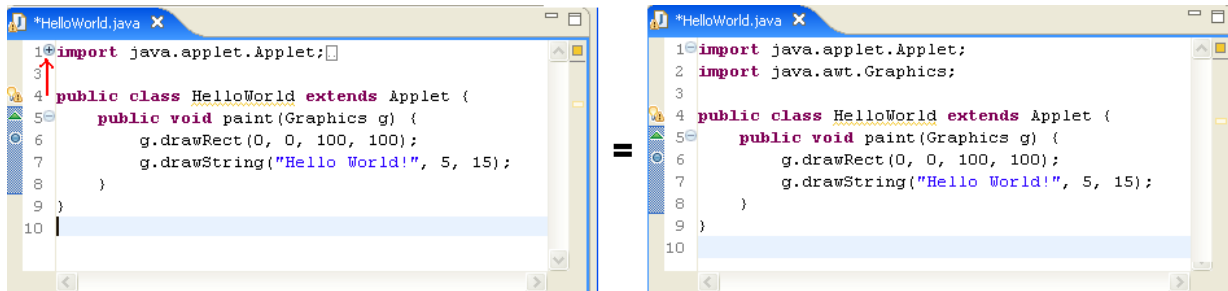 *HelloWorld.java
1 import java.applet.Applet;
3
4 public class HelloWorld extends Applet {
5     public void paint(Graphics g) {
6         g.drawRect(0, 0, 100, 100);
7         g.drawString("Hello World!", 5, 15);
8     }
9 }
10
=
*HelloWorld.java
1 import java.applet.Applet;
2 import java.awt.Graphics;
3
4 public class HelloWorld extends Applet {
5     public void paint(Graphics g) {
6         g.drawRect(0, 0, 100, 100);
7         g.drawString("Hello World!", 5, 15);
8     }
9 }
10